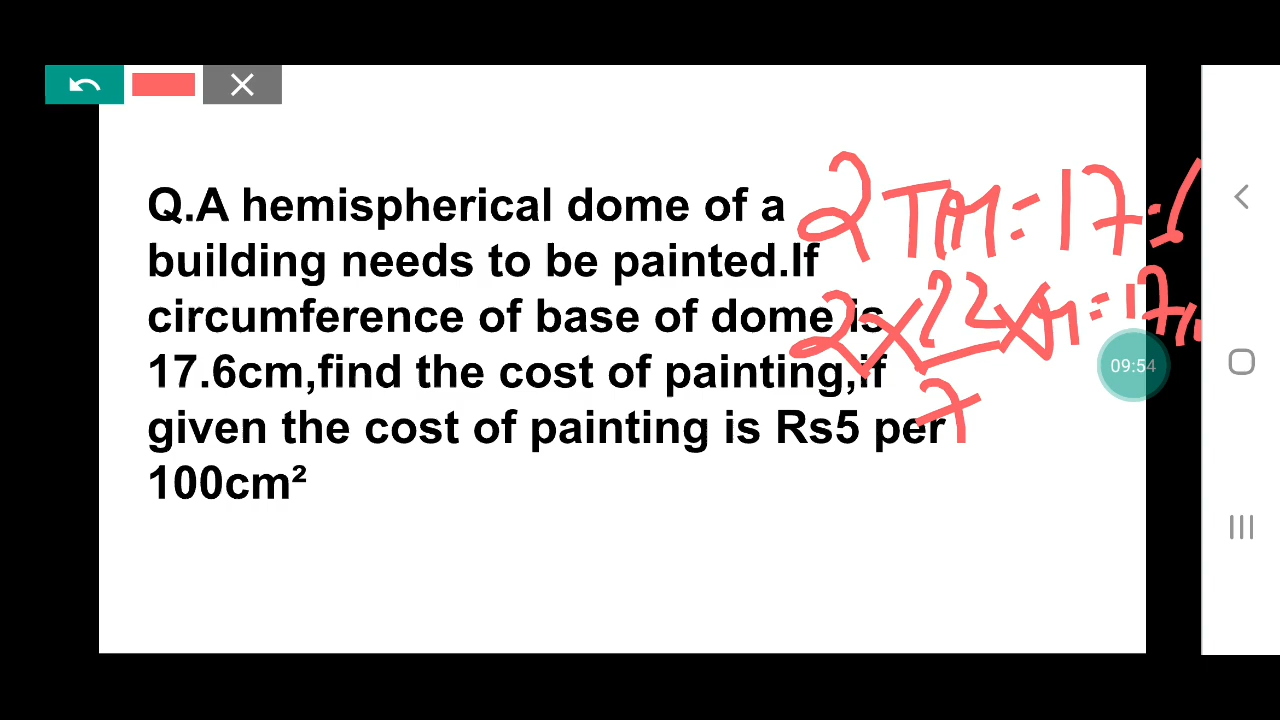 Q.A hemispherical dome of a
building needs to be painted.If
circumference of base of dome is
17.6cm,find the cost of painting,if
given the cost of painting is Rs5 per
100cm²
2πr=17.6
2×22×r=17
7
09:54